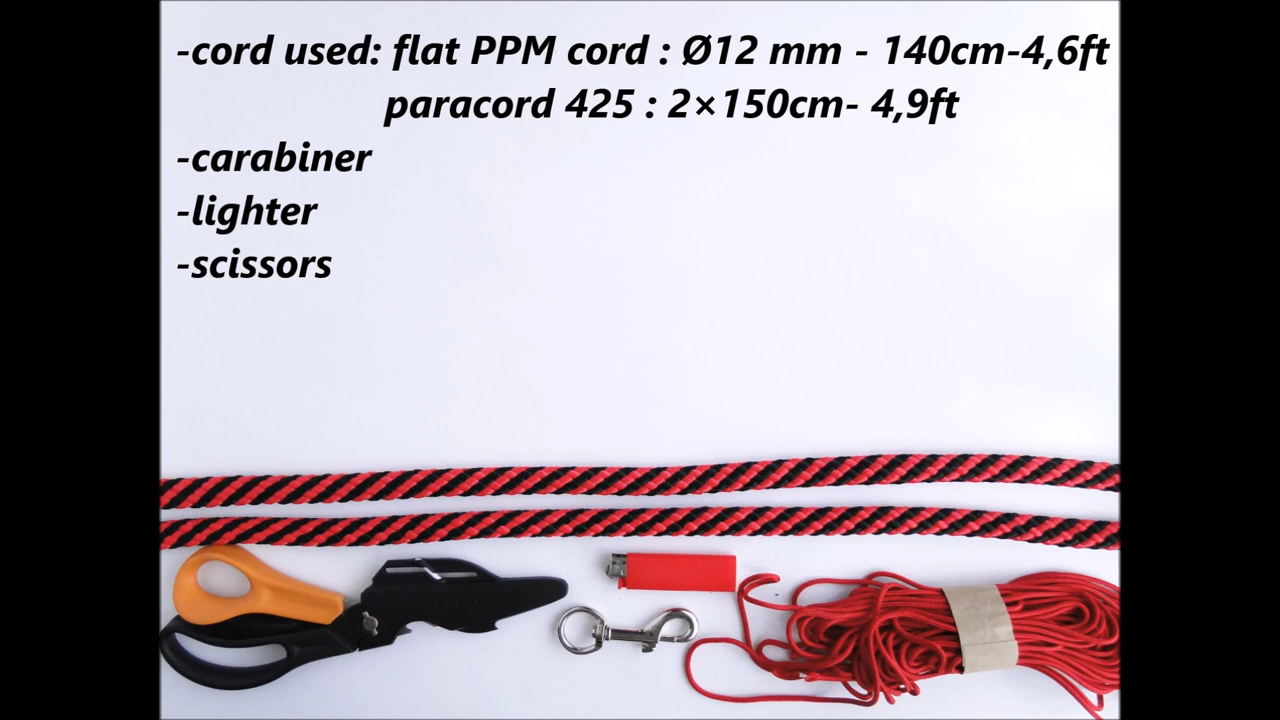 -cord used: flat PPM cord : Ø12 mm - 140cm-4,6ft
paracord 425 : 2×150cm- 4,9ft
-carabiner
-lighter
-scissors